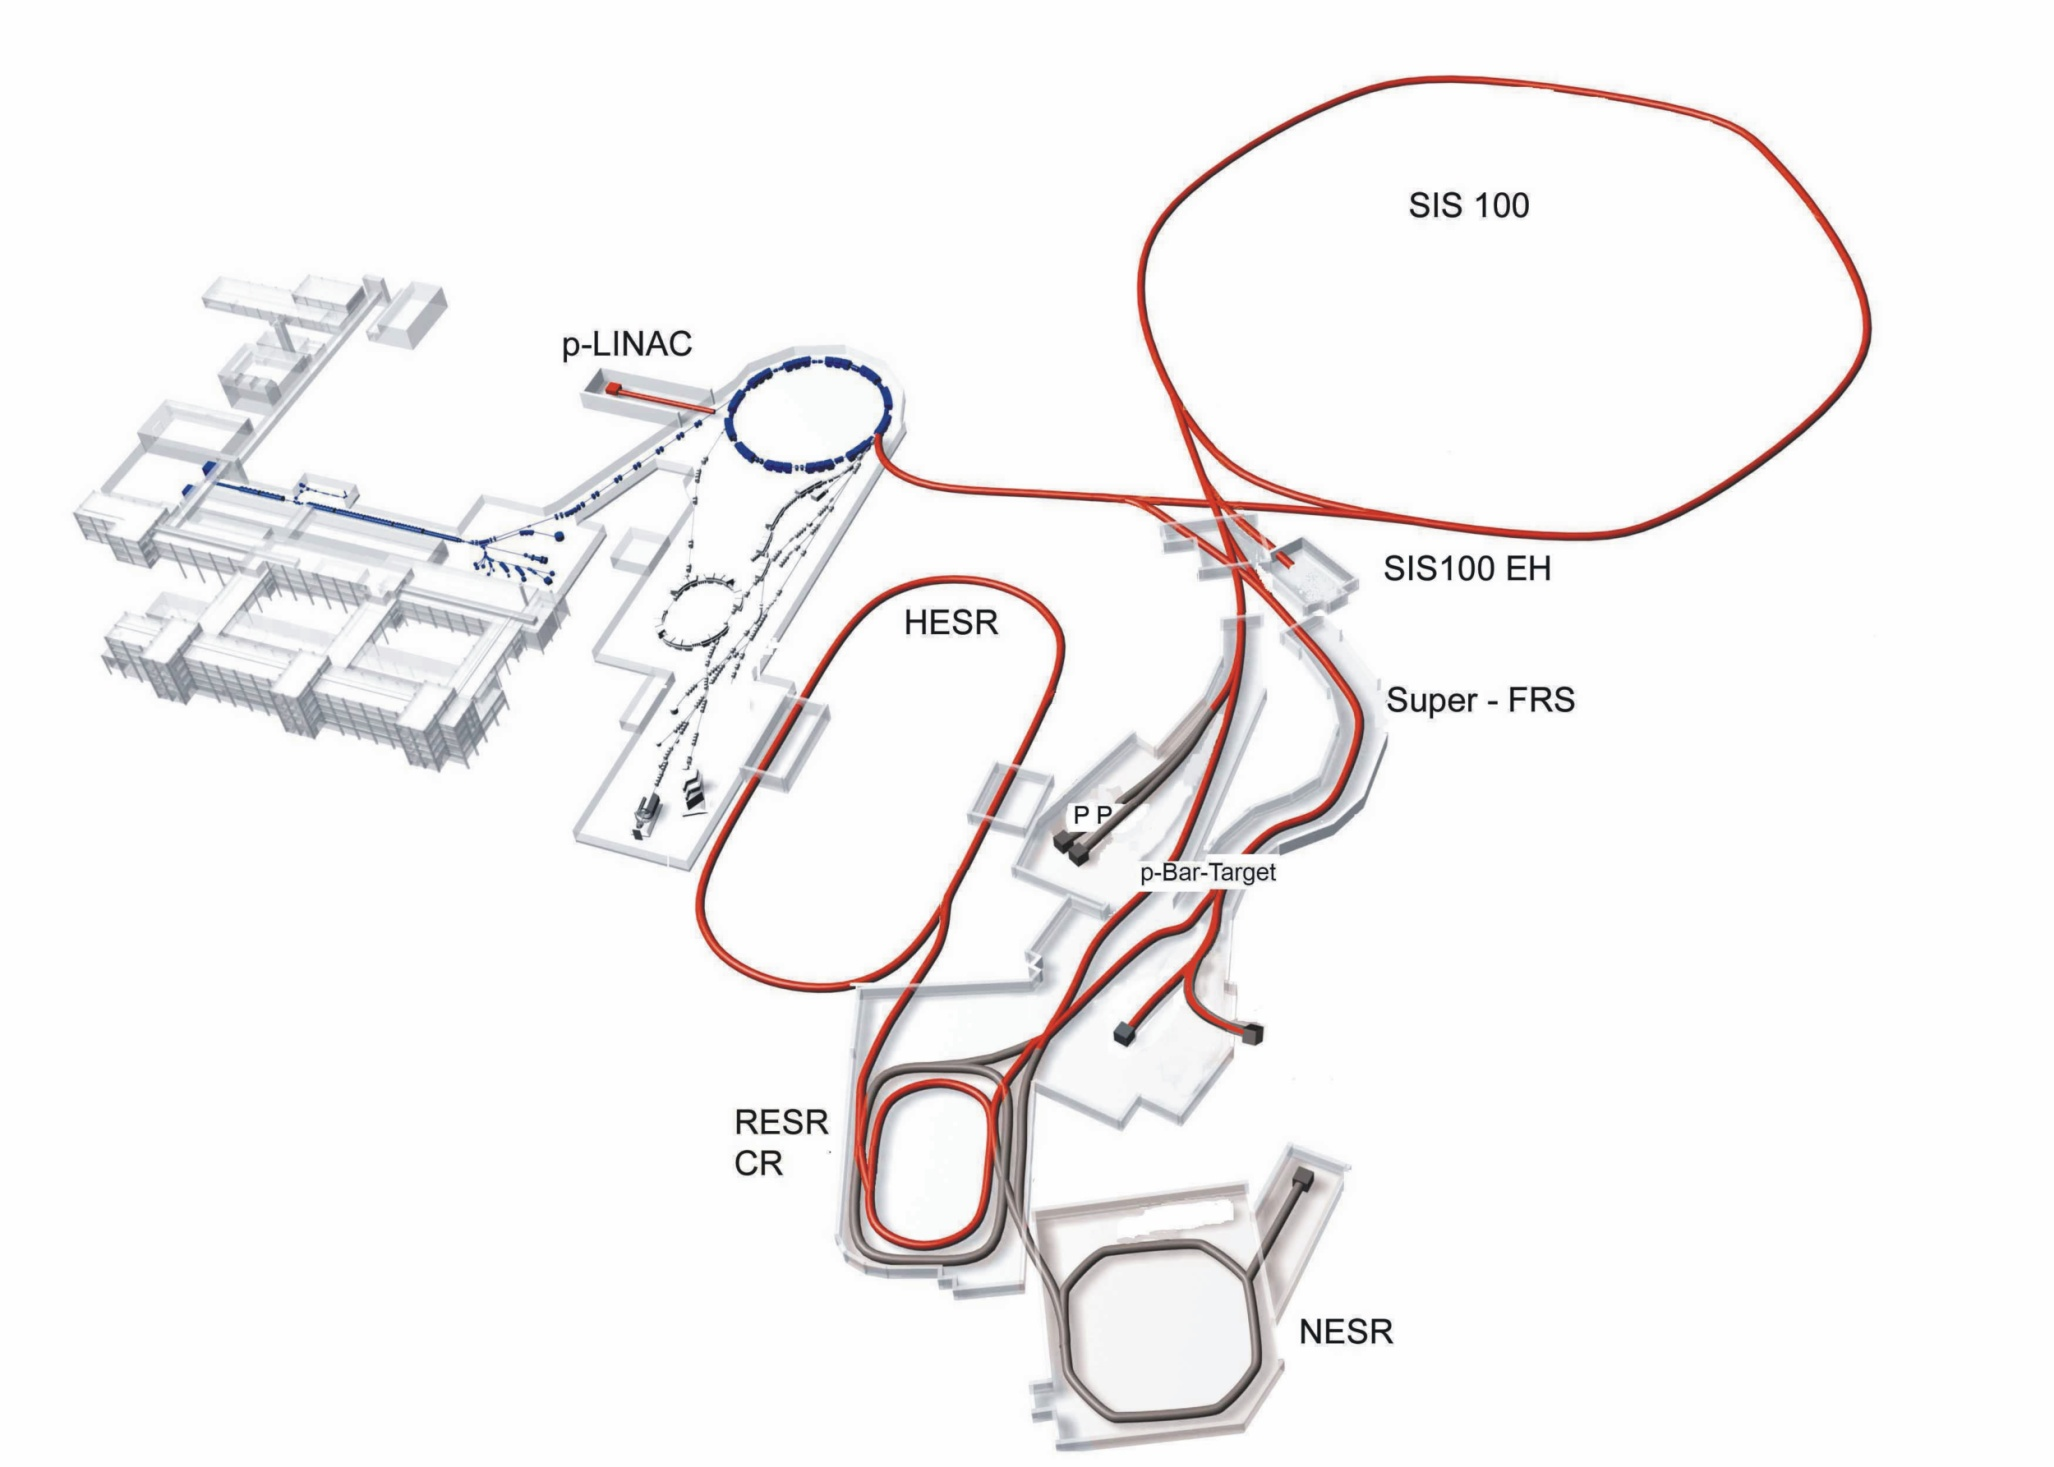 SIS 100
p-LINAC
SIS100 EH
HESR
Super - FRS
P P
p-Bar-Target
RESR
CR
NESR